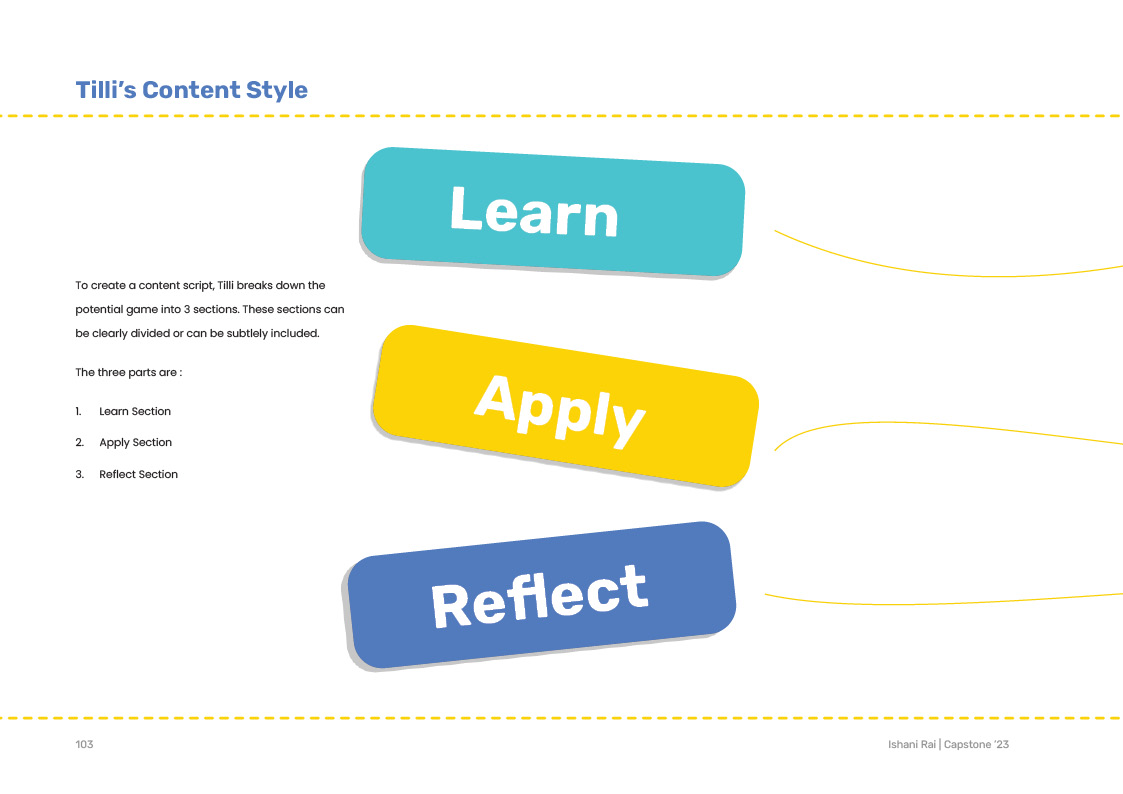 Tilli's Content Style
Learn
To create a content script, Tilli breaks down the
potential game into 3 sections. These sections can
be clearly divided or can be subtlely included.
The three parts are :
1. Learn Section
2. Apply Section
3. Reflect Section
Apply
Reflect
103
Ishani Rai | Capstone '23